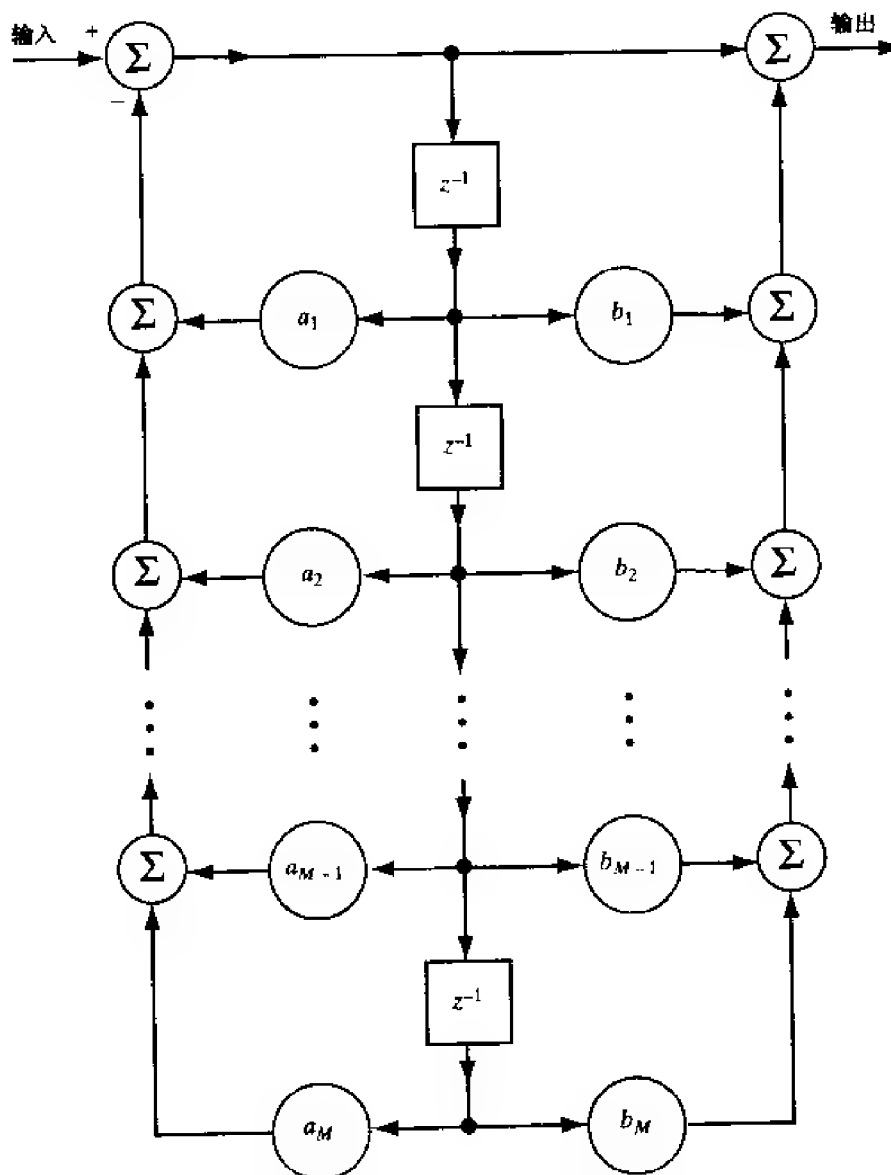 输入 + Σ Σ 输出
−
z⁻¹
Σ a₁ b₁ Σ
z⁻¹
Σ a₂ b₂ Σ
Σ a_{M−1} b_{M−1} Σ
z⁻¹
a_M b_M